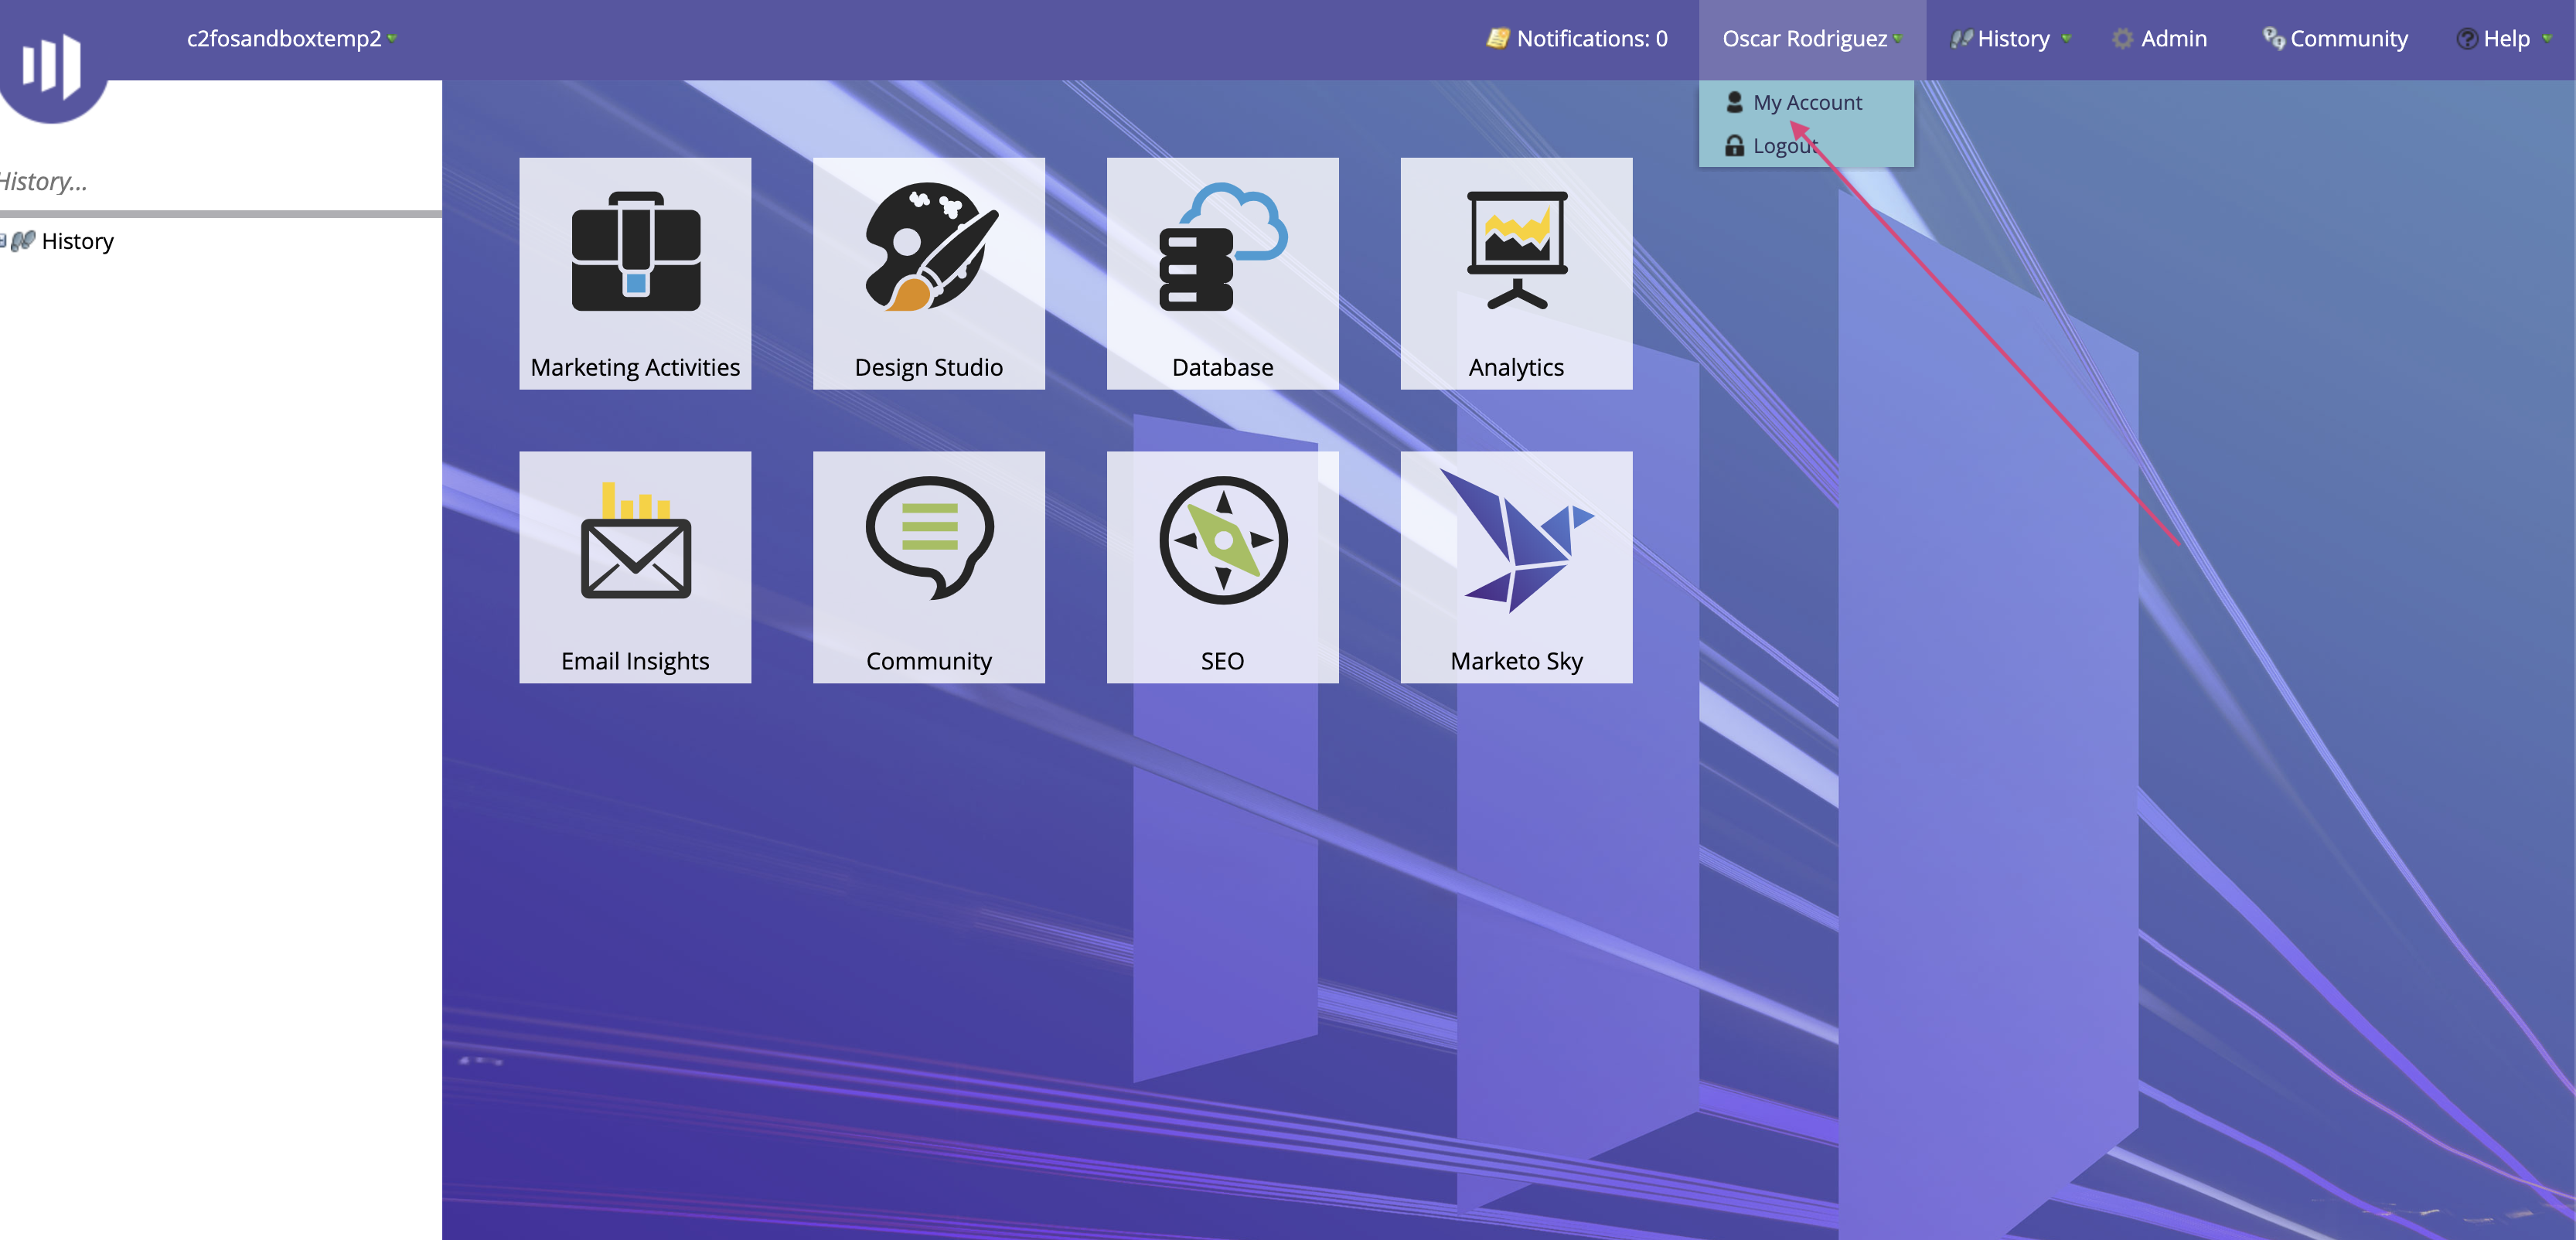 c2fosandboxtemp2
Notifications: 0
Oscar Rodriguez
History
Admin
Community
Help
My Account
Logout
History...
History
Marketing Activities
Design Studio
Database
Analytics
Email Insights
Community
SEO
Marketo Sky